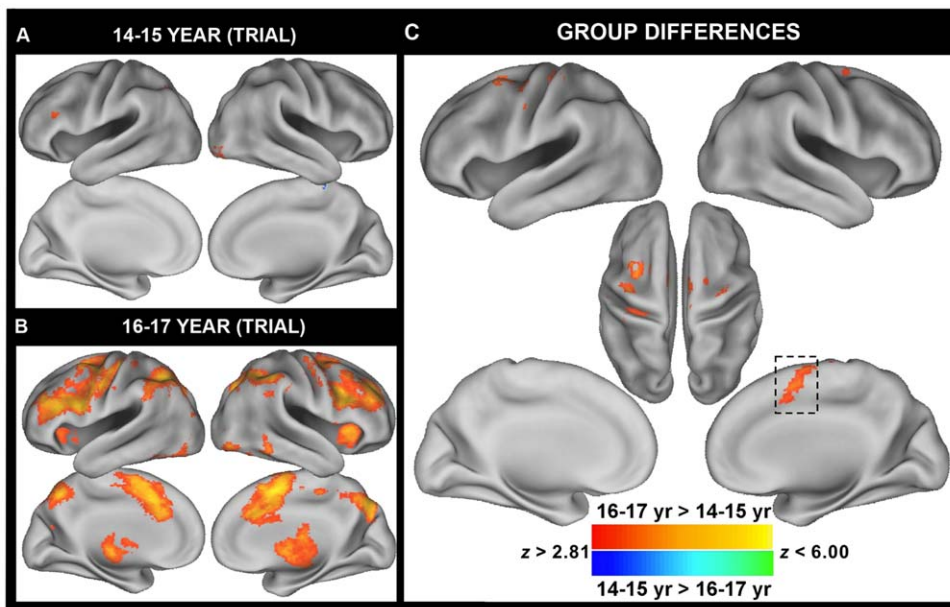 A 14-15 YEAR (TRIAL)
B 16-17 YEAR (TRIAL)
C GROUP DIFFERENCES
16-17 yr > 14-15 yr
z > 2.81 z < 6.00
14-15 yr > 16-17 yr